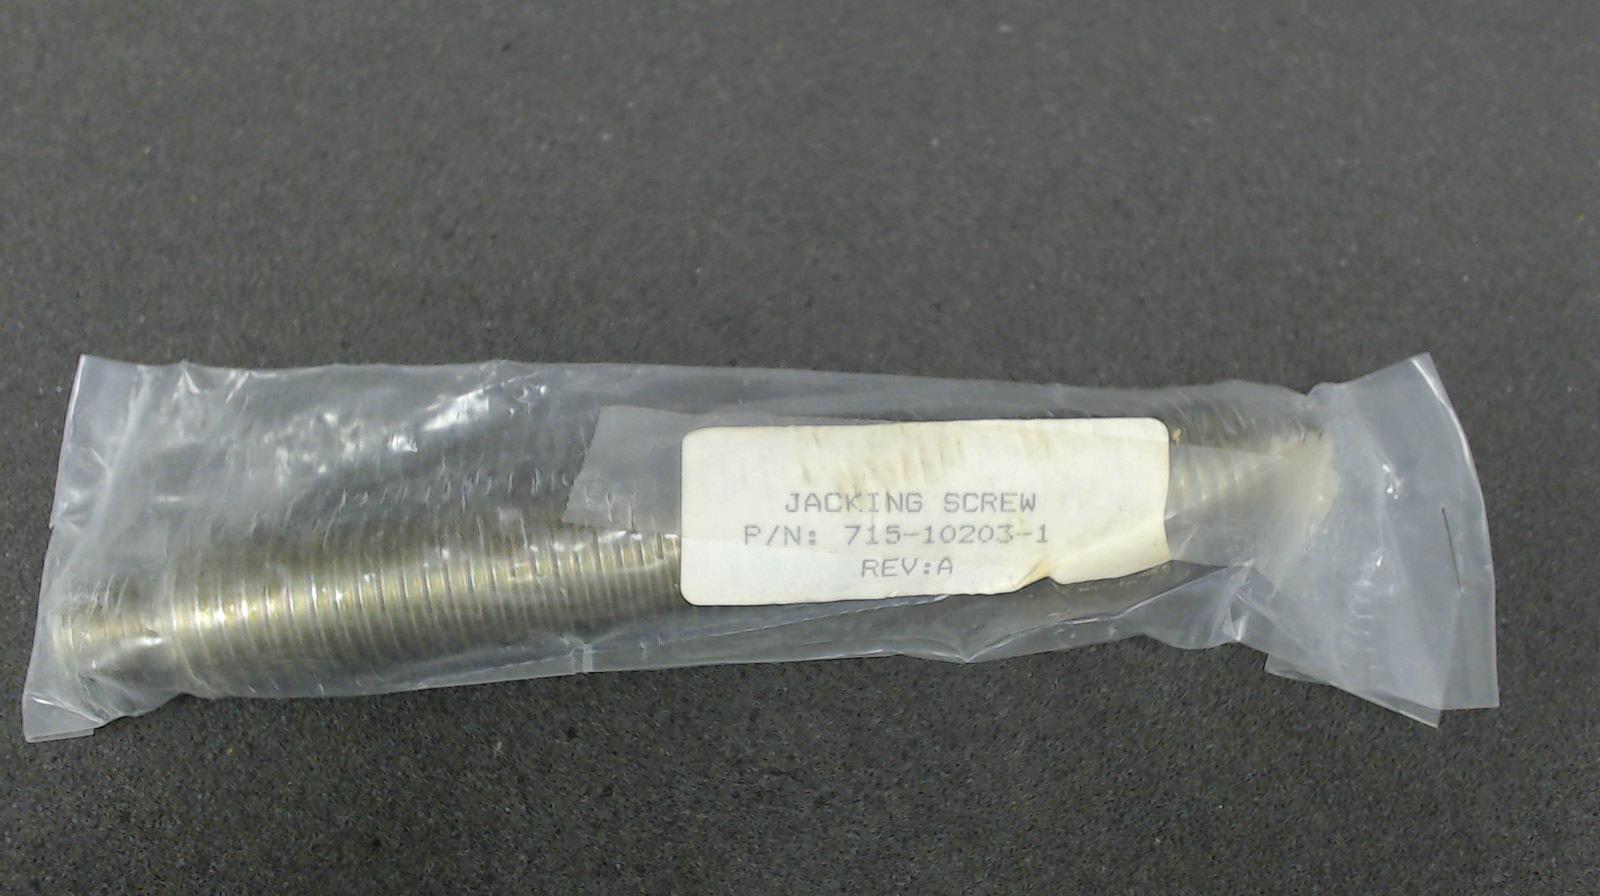 JACKING SCREW
P/N: 715-10203-1
REV:A